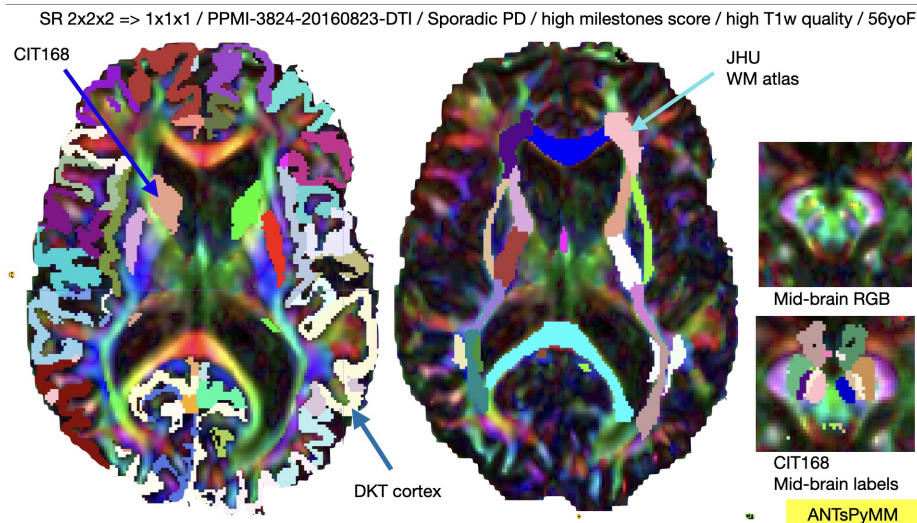 SR 2x2x2 => 1x1x1 / PPMI-3824-20160823-DTI / Sporadic PD / high milestones score / high T1w quality / 56yoF
CIT168
JHU
WM atlas
Mid-brain RGB
DKT cortex
CIT168
Mid-brain labels
ANTsPyMM